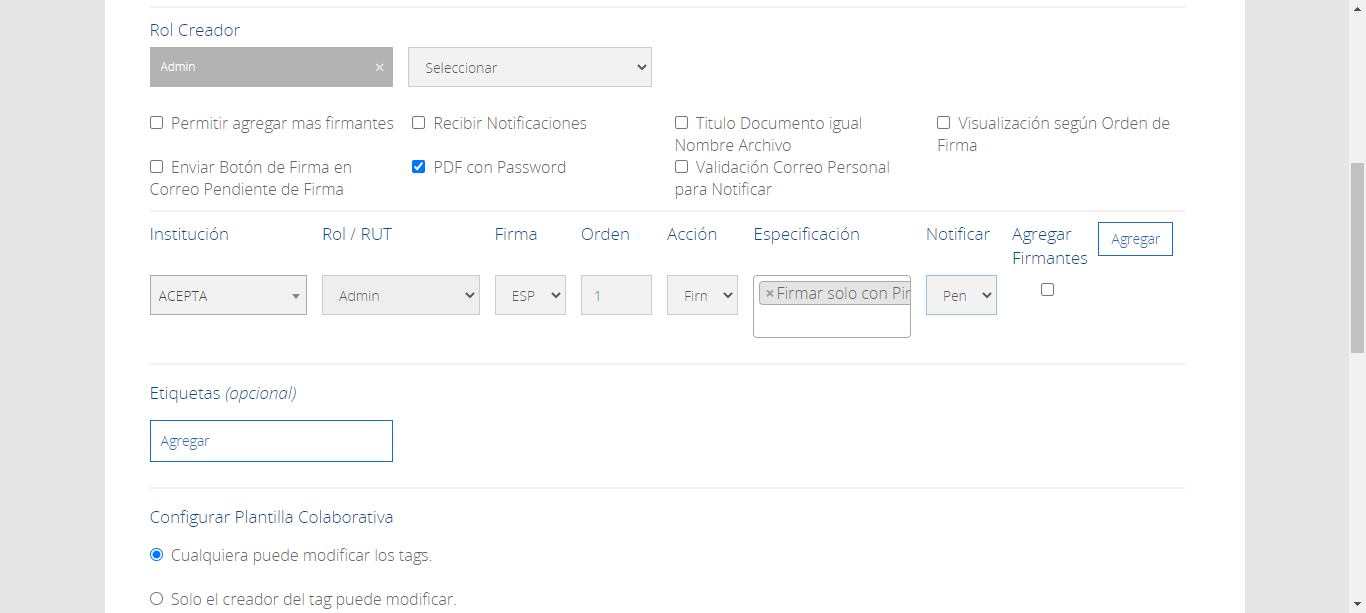 Rol Creador
Admin ×
Seleccionar
Permitir agregar mas firmantes
Recibir Notificaciones
Titulo Documento igual
Nombre Archivo
Visualización según Orden de
Firma
Enviar Botón de Firma en
Correo Pendiente de Firma
PDF con Password
Validación Correo Personal
para Notificar
Institución
Rol / RUT
Firma
Orden
Acción
Especificación
Notificar
Agregar
Firmantes
Agregar
ACEPTA
Admin
ESP
1
Firn
×Firmar solo con Pir
Pen
Etiquetas (opcional)
Agregar
Configurar Plantilla Colaborativa
Cualquiera puede modificar los tags.
Solo el creador del tag puede modificar.